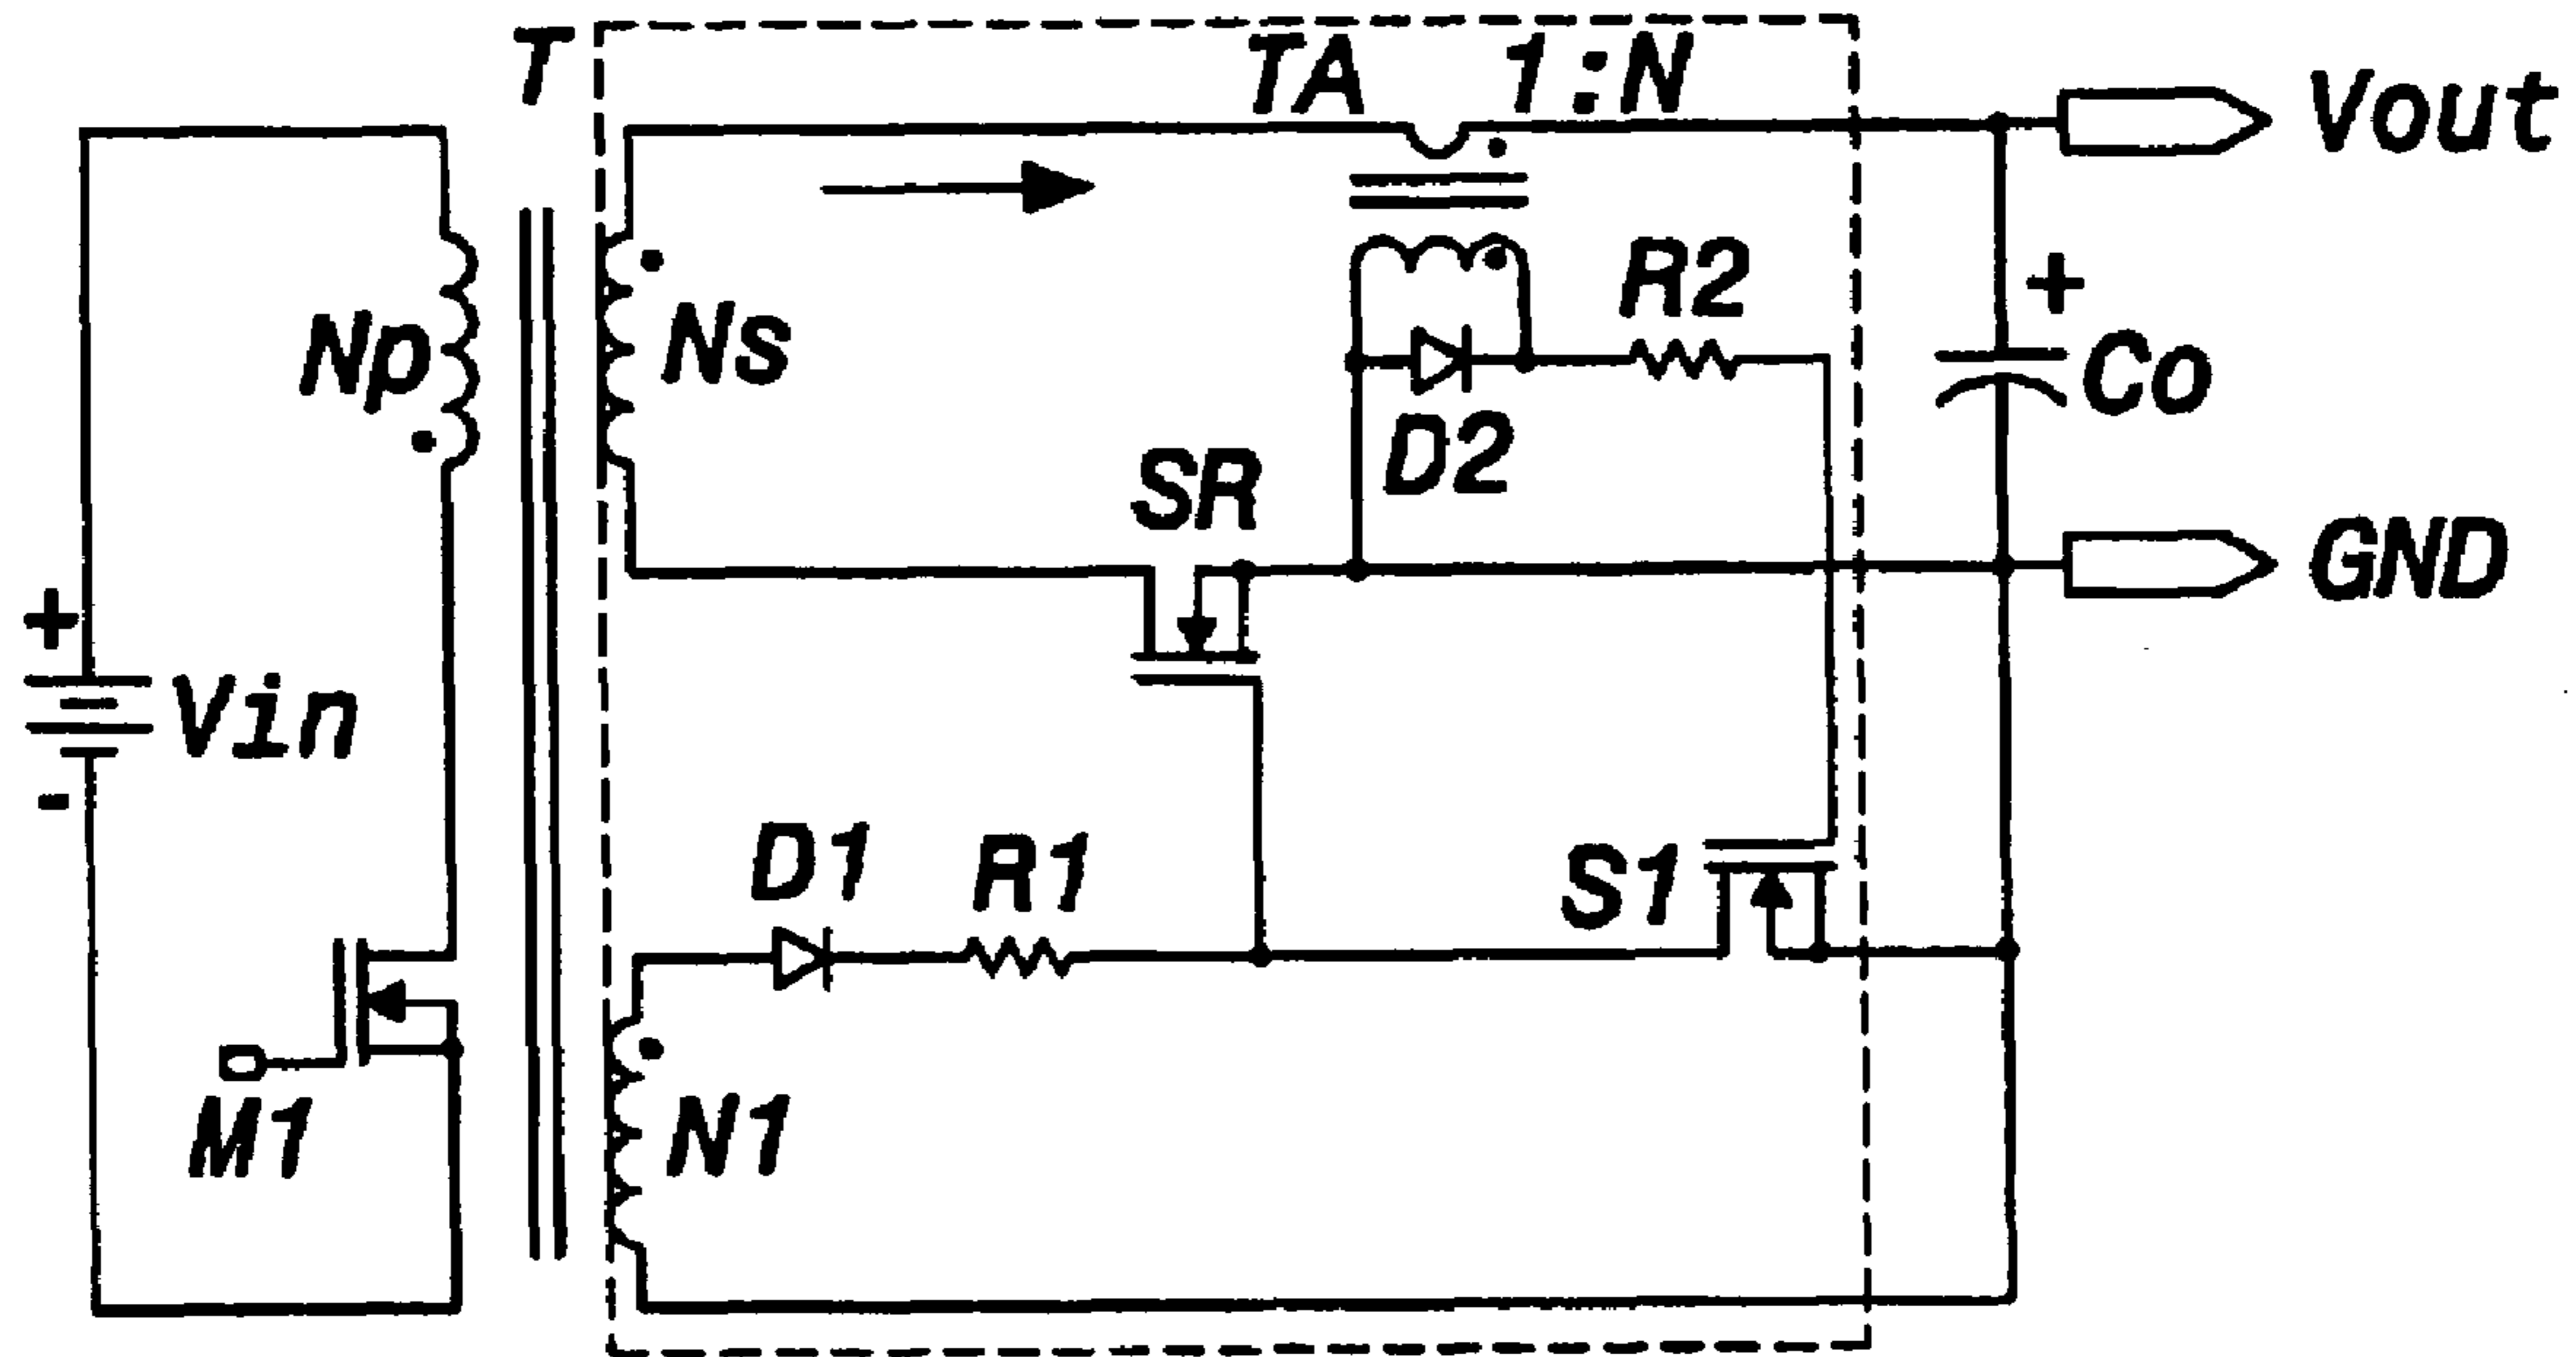 T
TA 1:N
Vout
Np
Ns
R2
+
Co
D2
SR
GND
+
Vin
-
D1
R1
S1
M1
N1